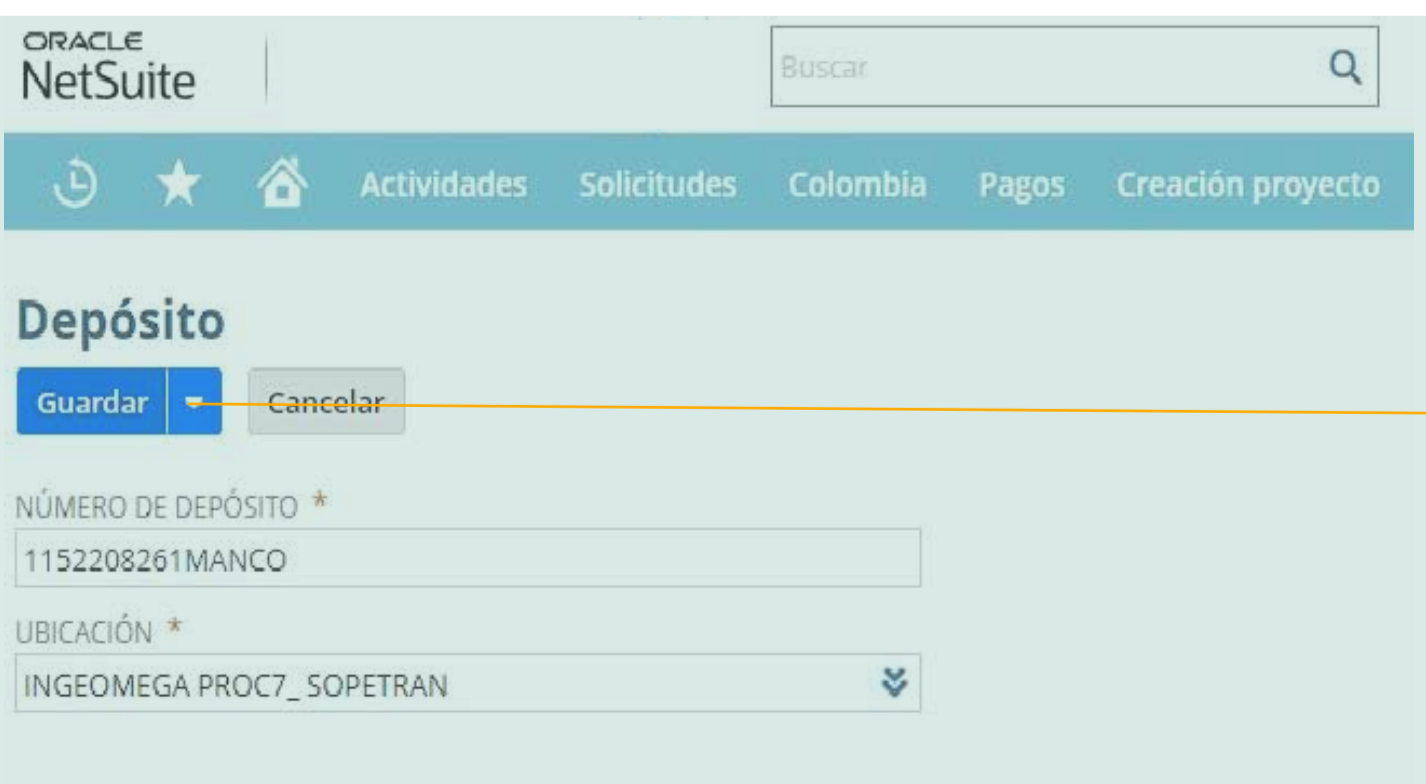 ORACLE
NetSuite
Buscar
Actividades Solicitudes Colombia Pagos Creación proyecto
Depósito
Guardar Cancelar
NÚMERO DE DEPÓSITO *
1152208261MANCO
UBICACIÓN *
INGEOMEGA PROC7_ SOPETRAN